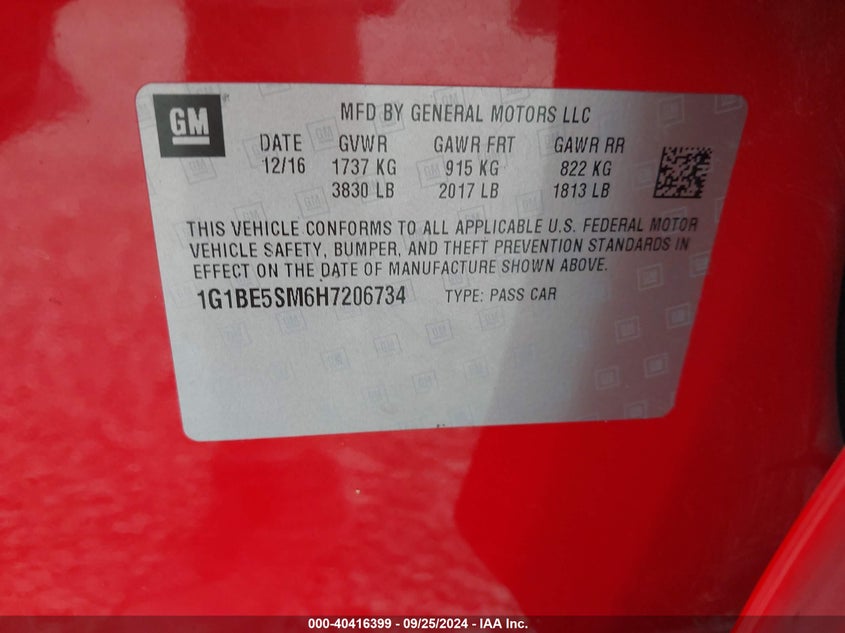 GM
MFD BY GENERAL MOTORS LLC
DATE GVWR GAWR FRT GAWR RR
12/16 1737 KG 915 KG 822 KG
3830 LB 2017 LB 1813 LB
THIS VEHICLE CONFORMS TO ALL APPLICABLE U.S. FEDERAL MOTOR
VEHICLE SAFETY, BUMPER, AND THEFT PREVENTION STANDARDS IN
EFFECT ON THE DATE OF MANUFACTURE SHOWN ABOVE.
1G1BE5SM6H7206734 TYPE: PASS CAR
000-40416399 - 09/25/2024 - IAA Inc.